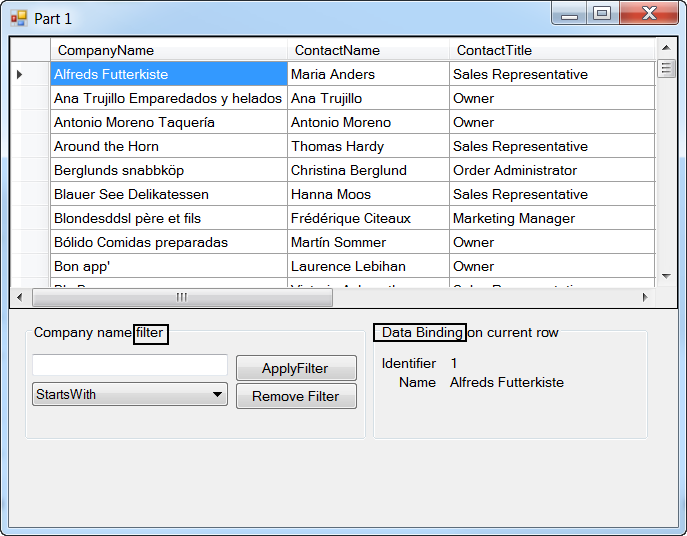 Part 1
CompanyName ContactName ContactTitle
Alfreds Futterkiste Maria Anders Sales Representative
Ana Trujillo Emparedados y helados Ana Trujillo Owner
Antonio Moreno Taquería Antonio Moreno Owner
Around the Horn Thomas Hardy Sales Representative
Berglunds snabbköp Christina Berglund Order Administrator
Blauer See Delikatessen Hanna Moos Sales Representative
Blondesddsl père et fils Frédérique Citeaux Marketing Manager
Bólido Comidas preparadas Martín Sommer Owner
Bon app' Laurence Lebihan Owner
Company name filter
ApplyFilter
StartsWith
Remove Filter
Data Binding on current row
Identifier 1
Name Alfreds Futterkiste